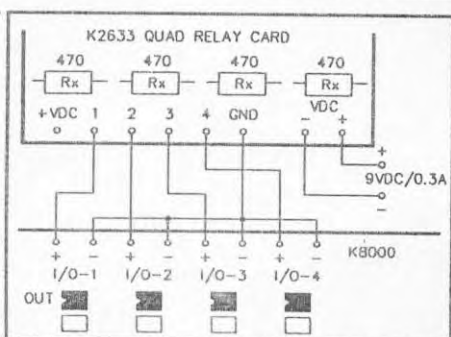 K2633 QUAD RELAY CARD
470 470 470 470
Rx Rx Rx Rx
VDC
+VDC 1 2 3 4 GND - +
+
9VDC/0.3A
-
K8000
+ - + - + - + -
I/O-1 I/O-2 I/O-3 I/O-4
OUT